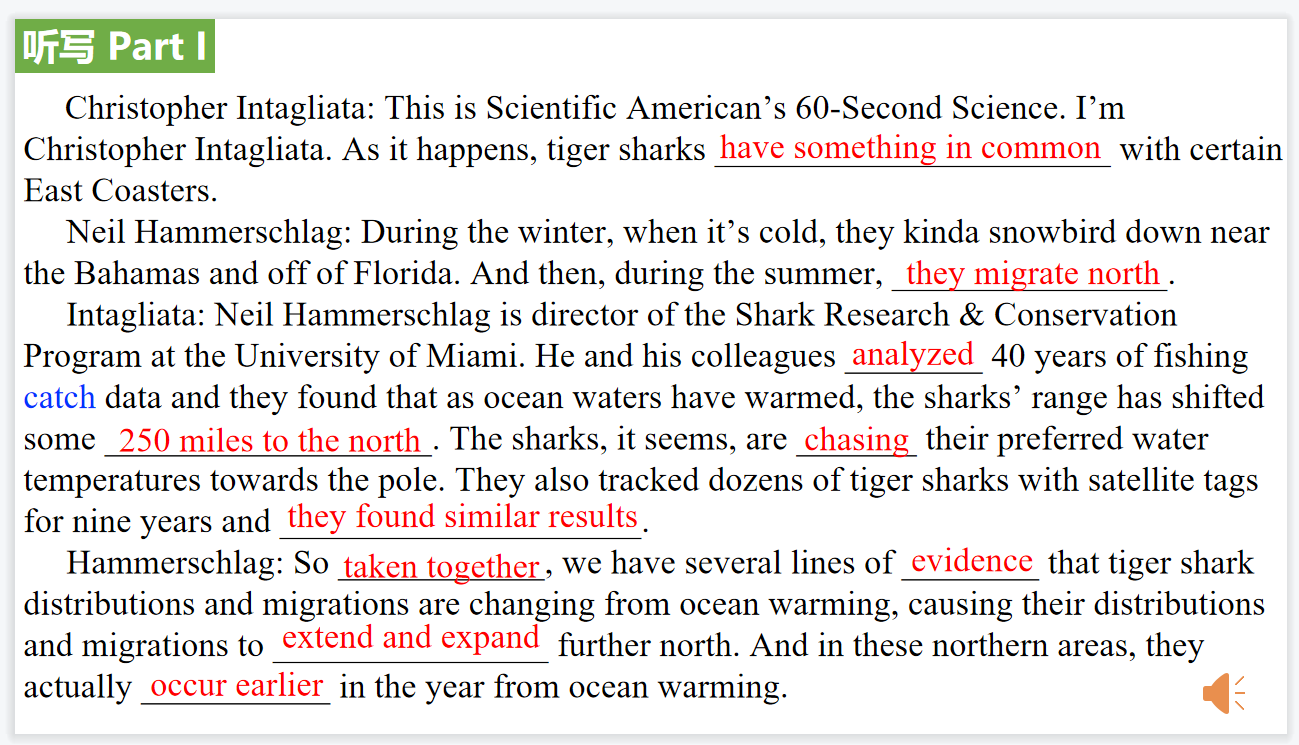 听写 Part I
Christopher Intagliata: This is Scientific American’s 60-Second Science. I’m
Christopher Intagliata. As it happens, tiger sharks have something in common with certain
East Coasters.
Neil Hammerschlag: During the winter, when it’s cold, they kinda snowbird down near
the Bahamas and off of Florida. And then, during the summer, they migrate north.
Intagliata: Neil Hammerschlag is director of the Shark Research & Conservation
Program at the University of Miami. He and his colleagues analyzed 40 years of fishing
catch data and they found that as ocean waters have warmed, the sharks’ range has shifted
some 250 miles to the north. The sharks, it seems, are chasing their preferred water
temperatures towards the pole. They also tracked dozens of tiger sharks with satellite tags
for nine years and they found similar results.
Hammerschlag: So taken together, we have several lines of evidence that tiger shark
distributions and migrations are changing from ocean warming, causing their distributions
and migrations to extend and expand further north. And in these northern areas, they
actually occur earlier in the year from ocean warming.